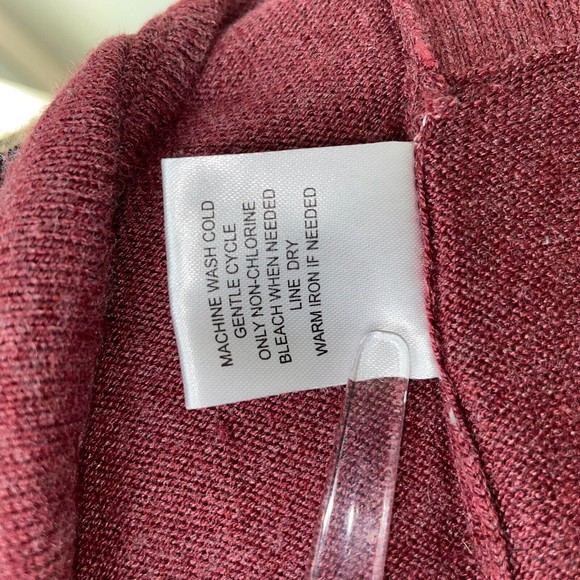 MACHINE WASH COLD
GENTLE CYCLE
ONLY NON-CHLORINE
BLEACH WHEN NEEDED
LINE DRY
WARM IRON IF NEEDED